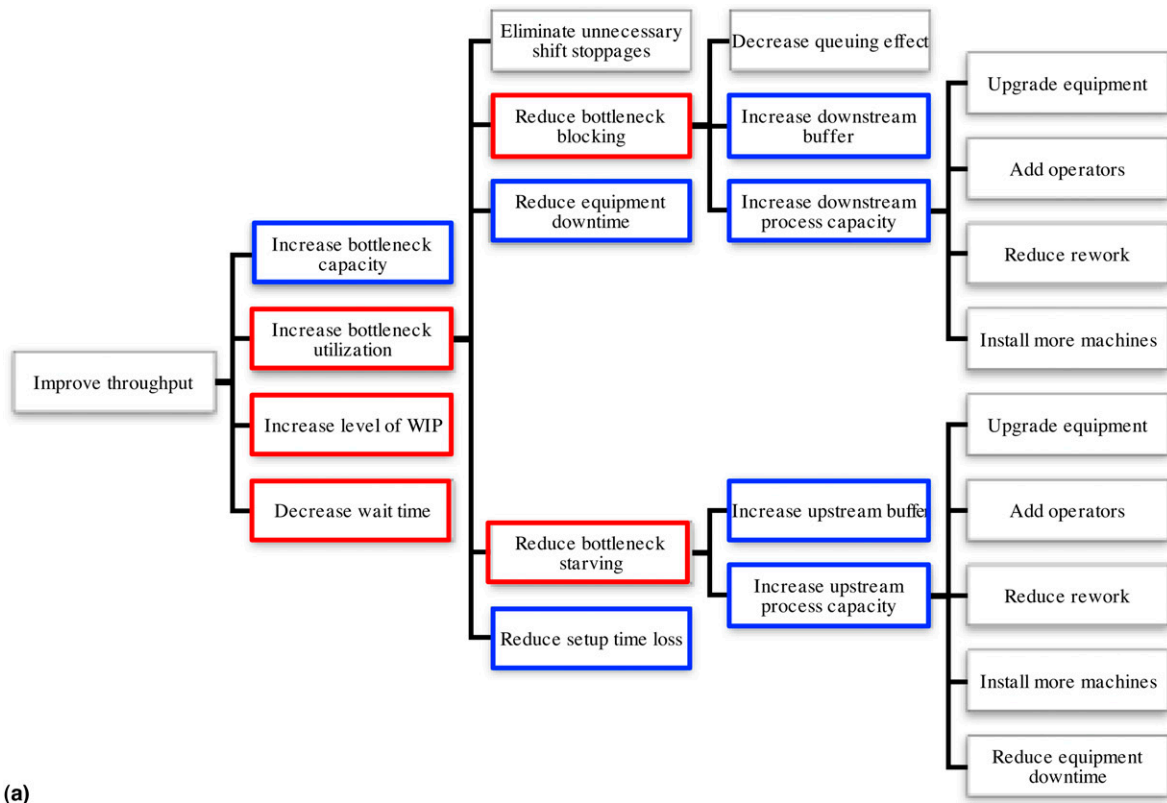 Improve throughput
Increase bottleneck
capacity
Increase bottleneck
utilization
Increase level of WIP
Decrease wait time
Eliminate unnecessary
shift stoppages
Reduce bottleneck
blocking
Reduce equipment
downtime
Reduce bottleneck
starving
Reduce setup time loss
Decrease queuing effect
Increase downstream
buffer
Increase downstream
process capacity
Increase upstream buffer
Increase upstream
process capacity
Upgrade equipment
Add operators
Reduce rework
Install more machines
Upgrade equipment
Add operators
Reduce rework
Install more machines
Reduce equipment
downtime
(a)